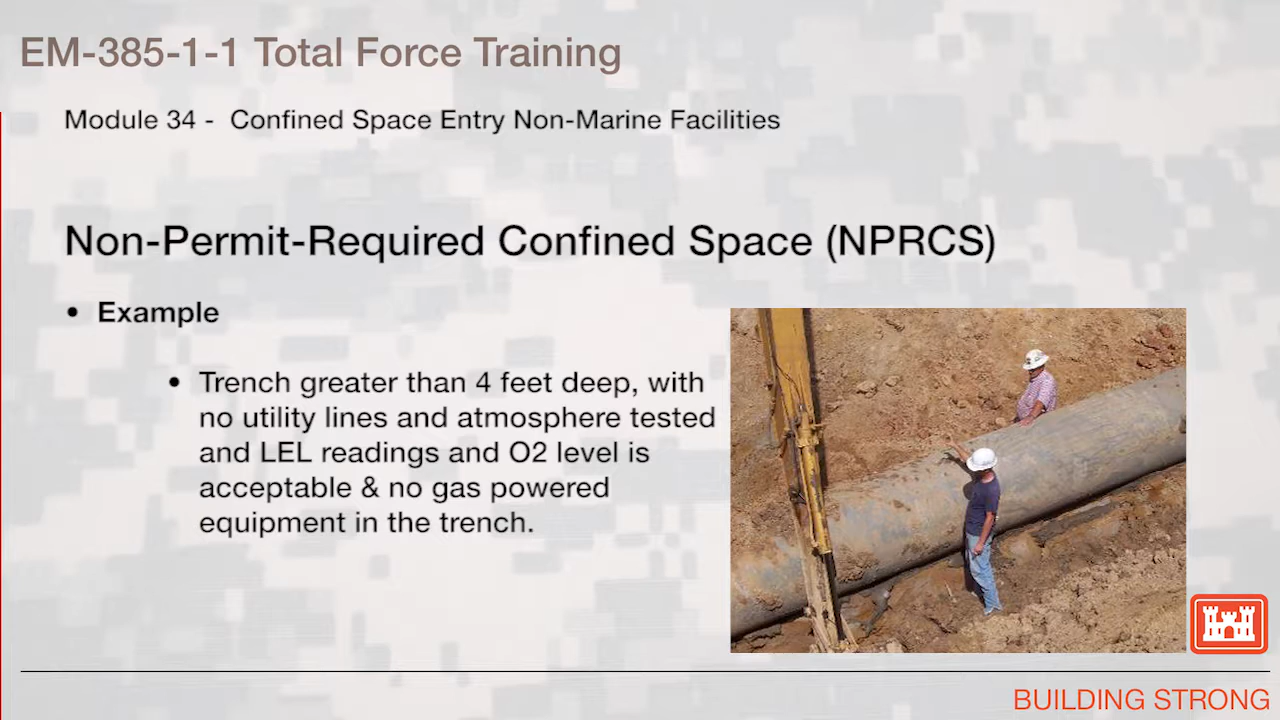 EM-385-1-1 Total Force Training
Module 34 - Confined Space Entry Non-Marine Facilities
Non-Permit-Required Confined Space (NPRCS)
• Example
• Trench greater than 4 feet deep, with
no utility lines and atmosphere tested
and LEL readings and O2 level is
acceptable & no gas powered
equipment in the trench.
BUILDING STRONG